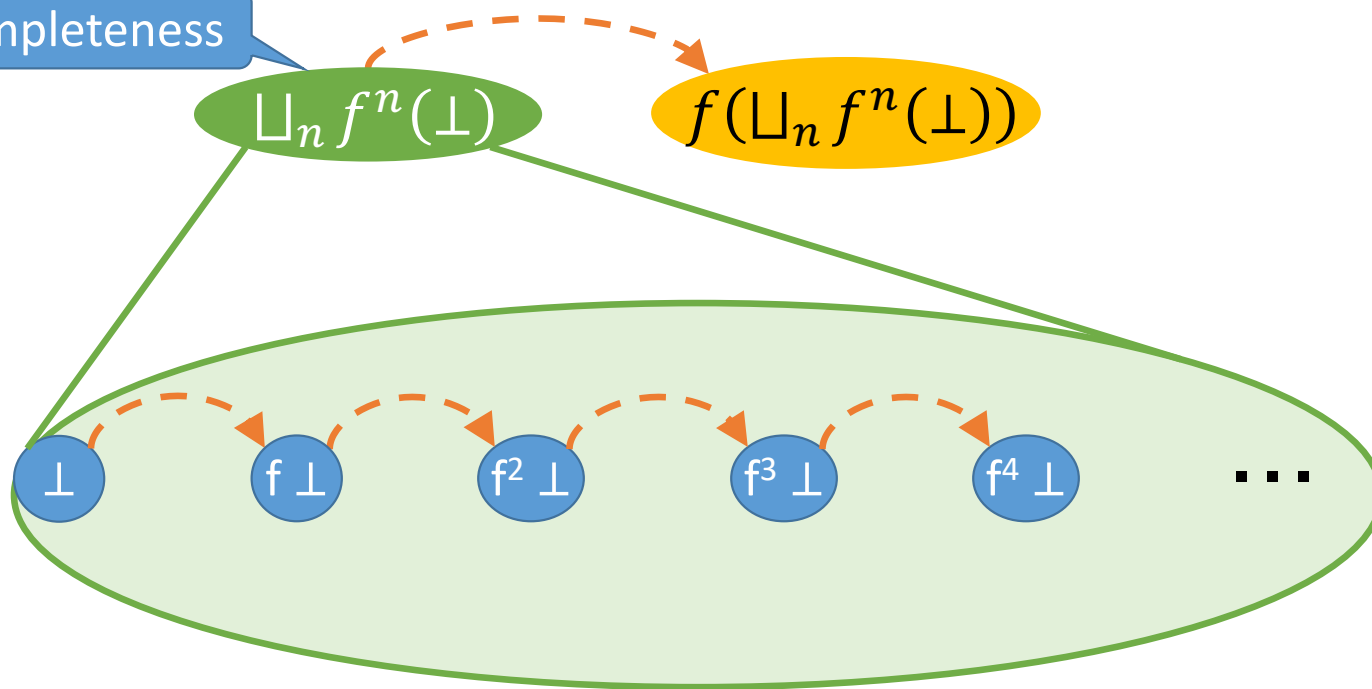 mpleteness
⨆ₙ 𝑓ⁿ(⊥)
𝑓(⨆ₙ 𝑓ⁿ(⊥))
⊥
f ⊥
f² ⊥
f³ ⊥
f⁴ ⊥
...